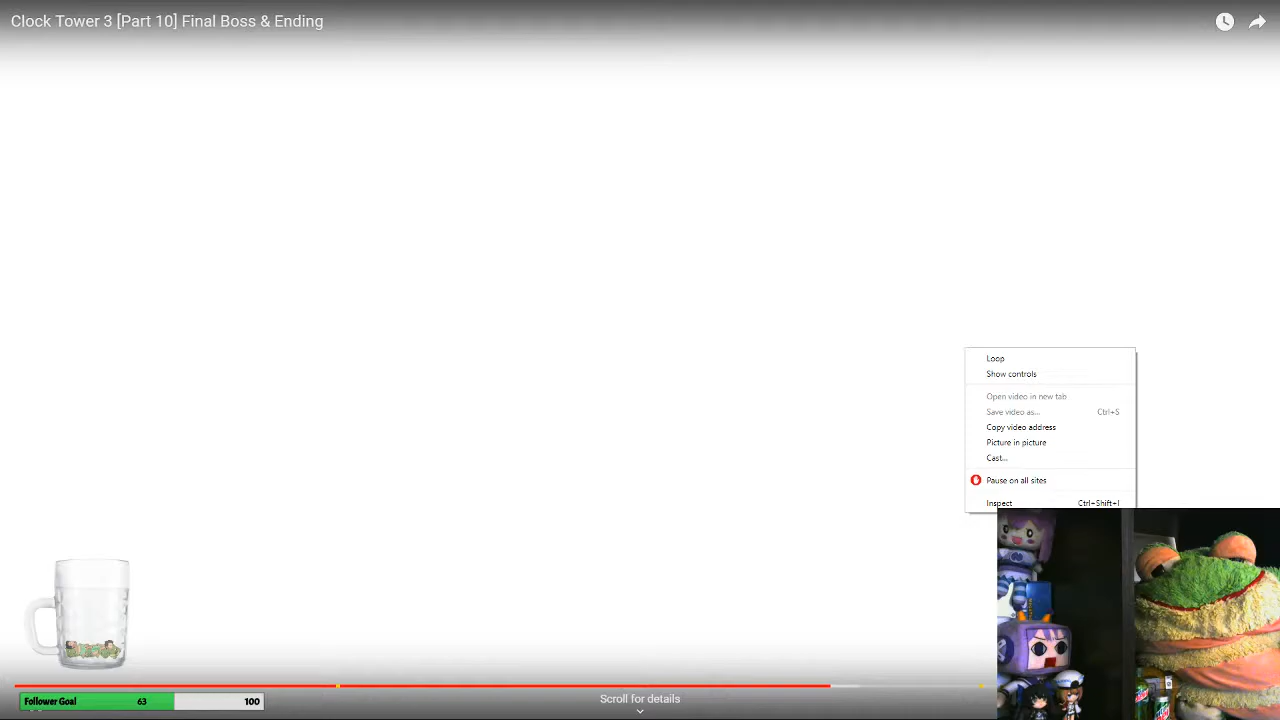 Clock Tower 3 [Part 10] Final Boss & Ending
Loop
Show controls
Open video in new tab
Save video as... Ctrl+S
Copy video address
Picture in picture
Cast...
Pause on all sites
Inspect Ctrl+Shift+I
Follower Goal 63 100
Scroll for details